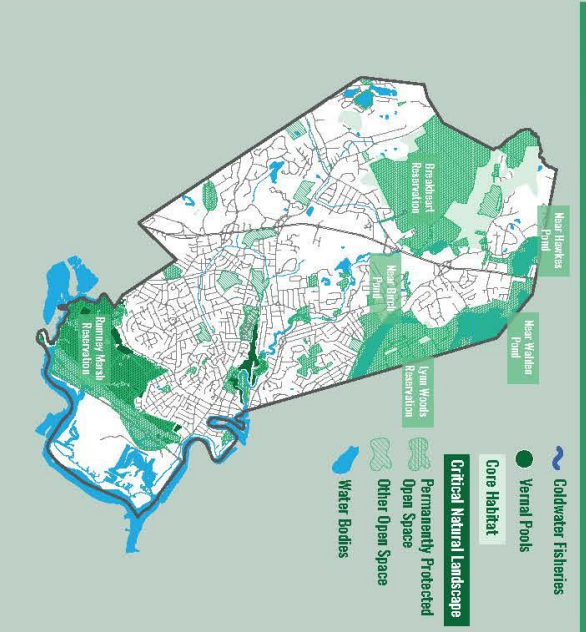 Near Hawkes
Pond
Near Walden
Pond
Breakheart
Reservation
Near Birch
Pond
Lynn Woods
Reservation
Rumney Marsh
Reservation
Coldwater Fisheries
Vernal Pools
Core Habitat
Critical Natural Landscape
Permanently Protected
Open Space
Other Open Space
Water Bodies